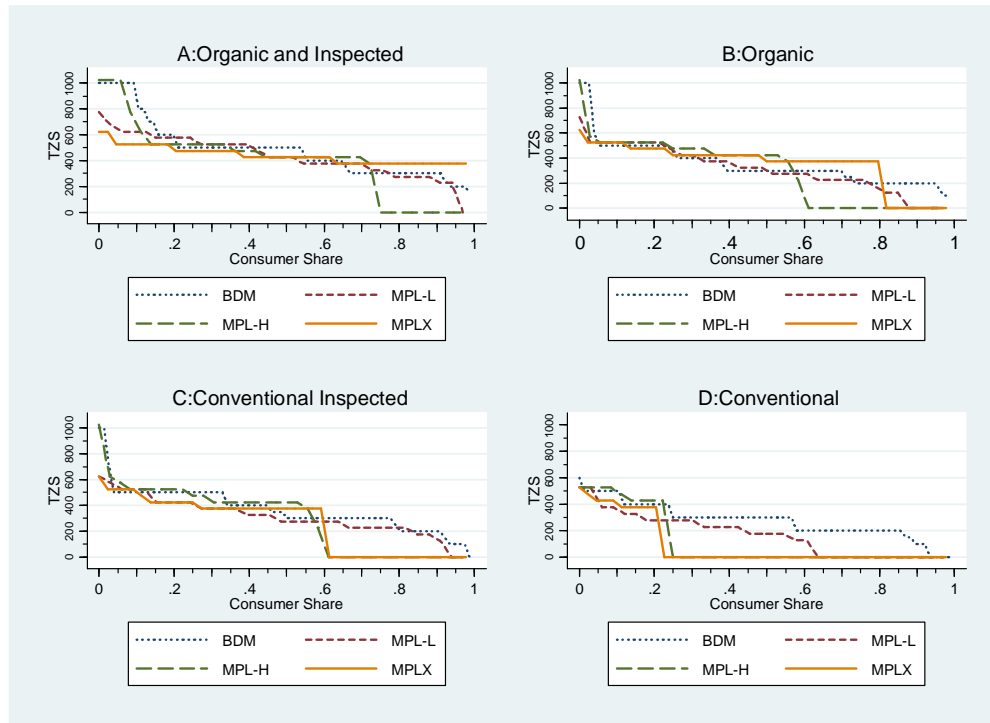 A:Organic and Inspected
TZS
0 200 400 600 800 1000
0 .2 .4 .6 .8 1
Consumer Share
BDM MPL-L
MPL-H MPLX
B:Organic
TZS
0 200 400 600 800 1000
0 .2 .4 .6 .8 1
Consumer Share
BDM MPL-L
MPL-H MPLX
C:Conventional Inspected
TZS
0 200 400 600 800 1000
0 .2 .4 .6 .8 1
Consumer Share
BDM MPL-L
MPL-H MPLX
D:Conventional
TZS
0 200 400 600 800 1000
0 .2 .4 .6 .8 1
Consumer Share
BDM MPL-L
MPL-H MPLX